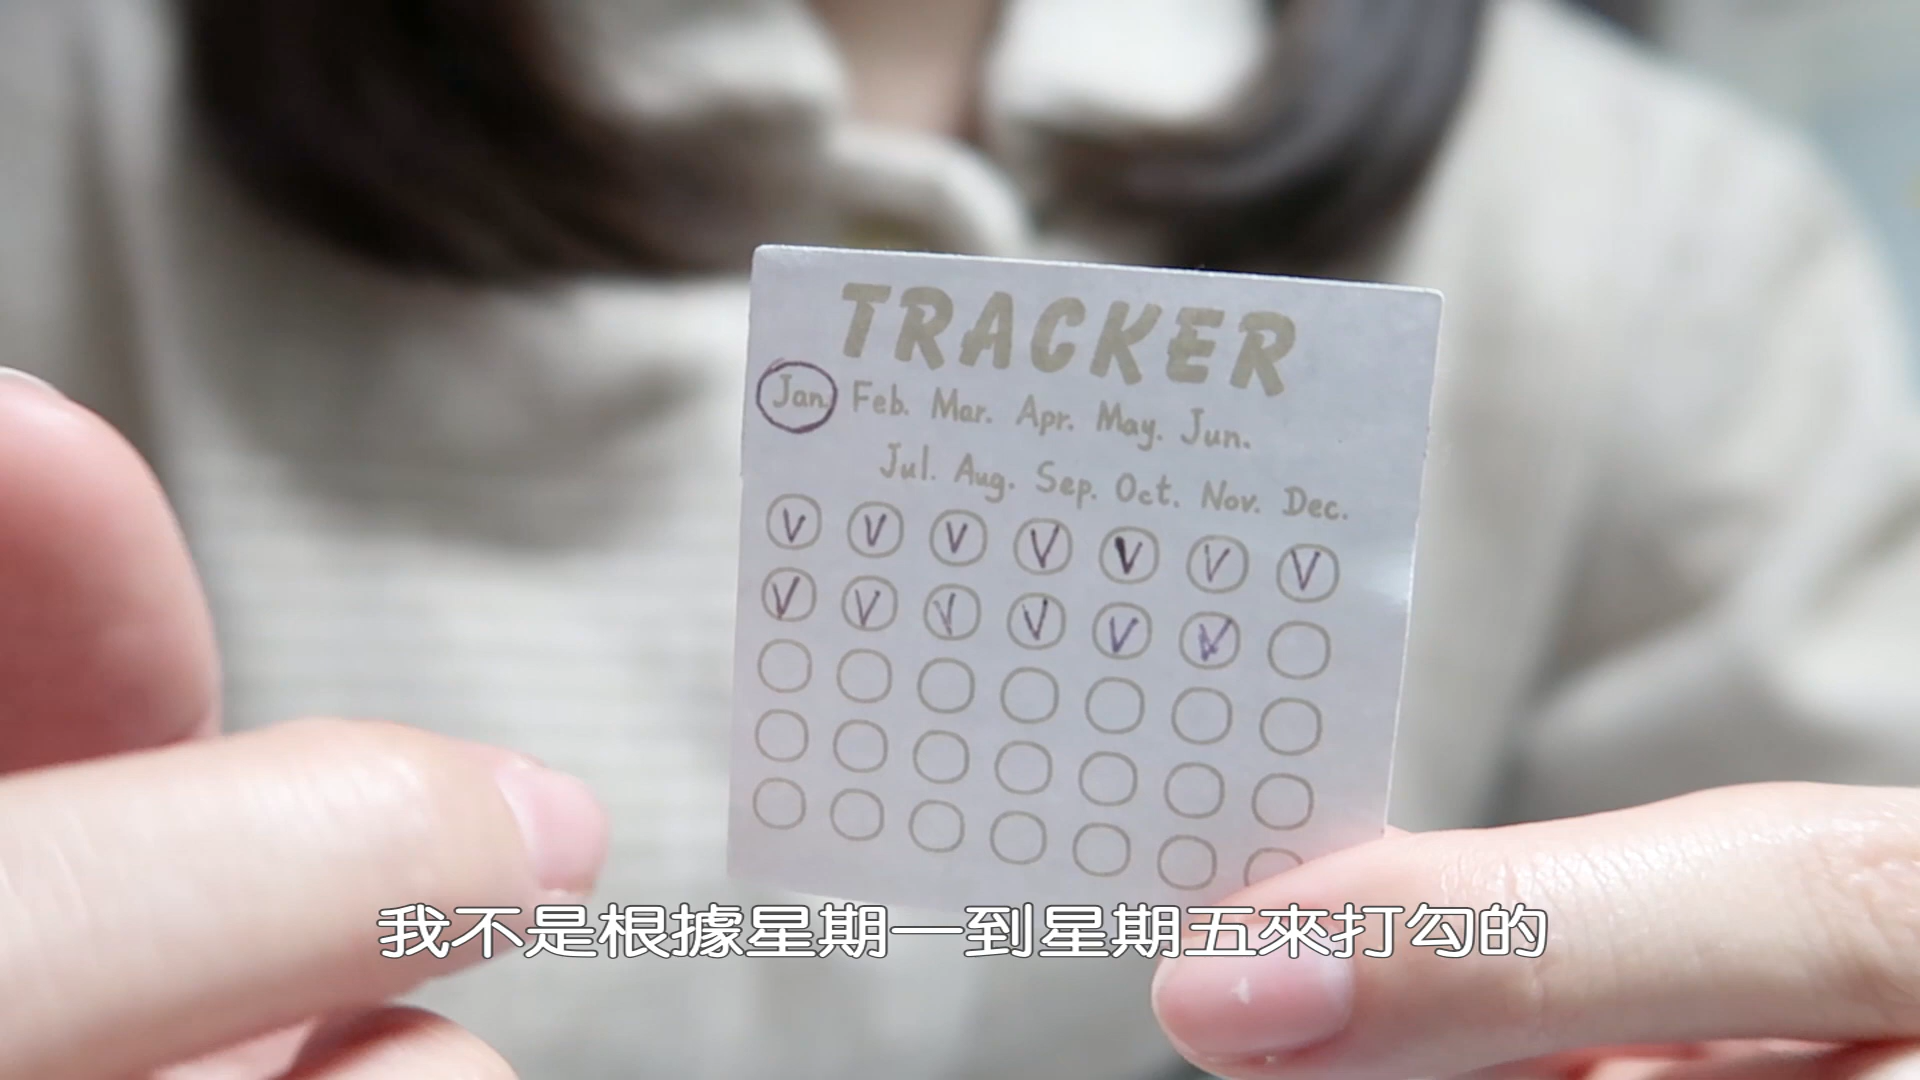 TRACKER
Jan. Feb. Mar. Apr. May. Jun.
Jul. Aug. Sep. Oct. Nov. Dec.
V V V V V V V
V V V V V V
我不是根據星期一到星期五來打勾的